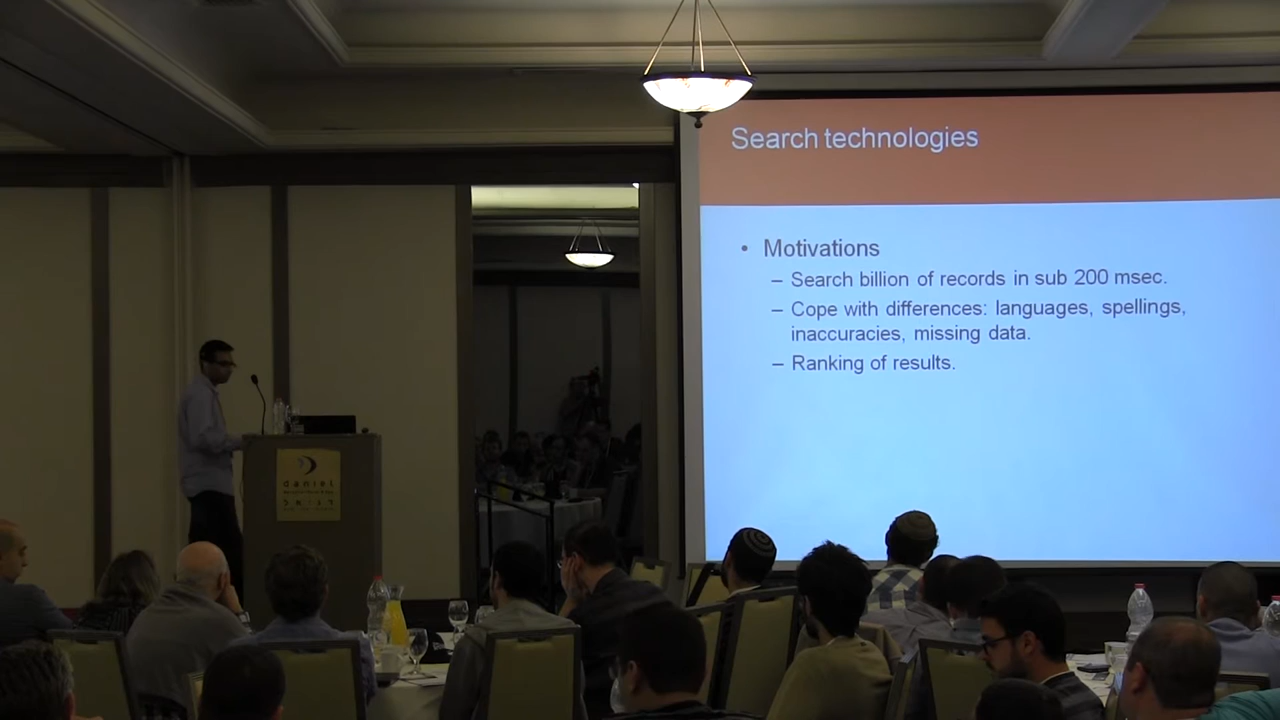 Search technologies
• Motivations
– Search billion of records in sub 200 msec.
– Cope with differences: languages, spellings,
inaccuracies, missing data.
– Ranking of results.
daniel